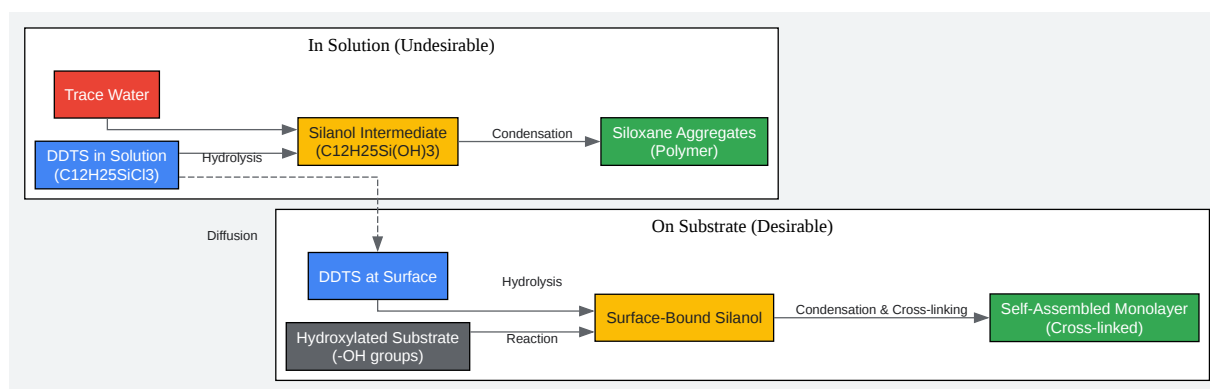 In Solution (Undesirable)
Trace Water
DDTS in Solution
(C12H25SiCl3)
Hydrolysis
Silanol Intermediate
(C12H25Si(OH)3)
Condensation
Siloxane Aggregates
(Polymer)
Diffusion
On Substrate (Desirable)
DDTS at Surface
Hydrolysis
Hydroxylated Substrate
(-OH groups)
Reaction
Surface-Bound Silanol
Condensation & Cross-linking
Self-Assembled Monolayer
(Cross-linked)